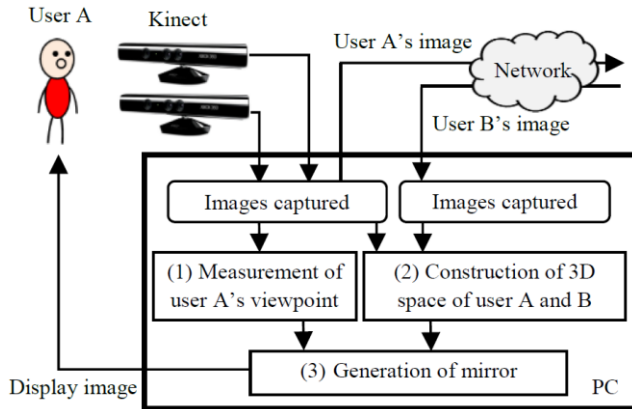 User A
Kinect
User A's image
Network
User B's image
Images captured
Images captured
(1) Measurement of
user A's viewpoint
(2) Construction of 3D
space of user A and B
(3) Generation of mirror
Display image
PC